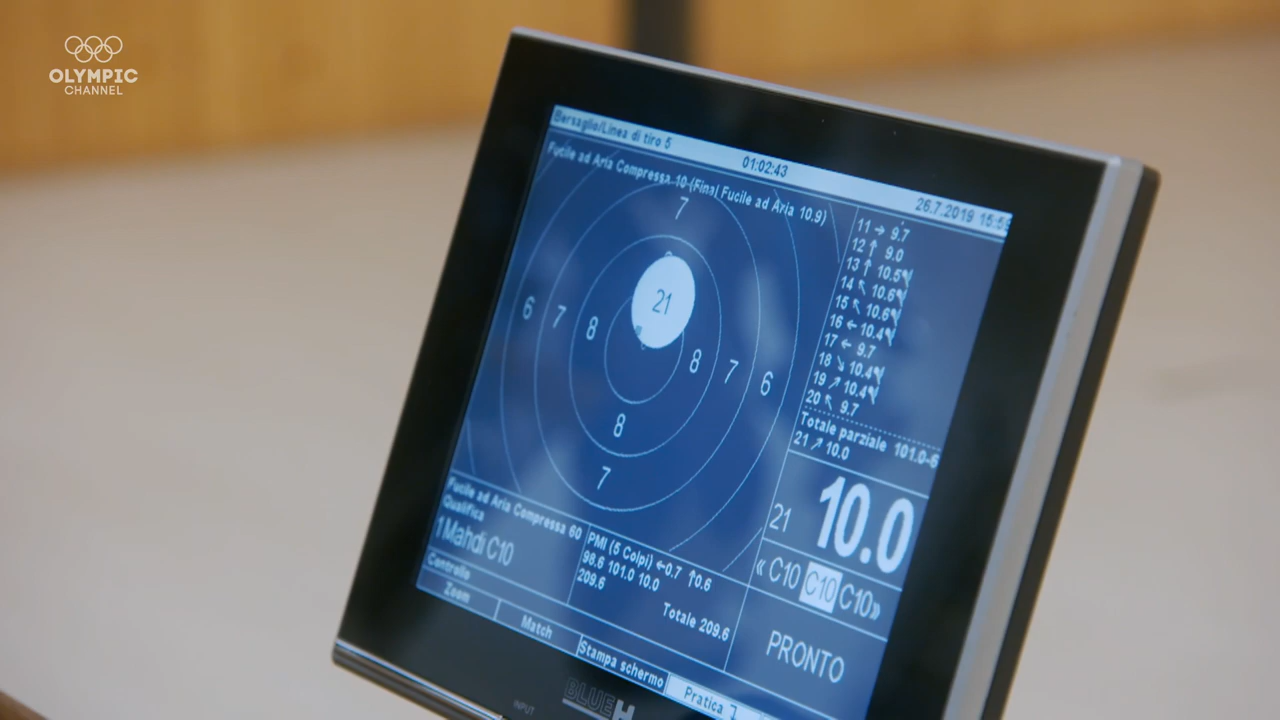 OLYMPIC
CHANNEL
Bersaglio/Linea di tiro 5
01:02:43
26.7.2019
Fucile ad Aria Compressa 10 (Final Fucile ad Aria 10.9)
7
21
6 7 8
8 7 6
8
7
11 → 9.7
12 ↑ 9.0
13 ↑ 10.5*
14 ↖ 10.6*
15 ↖ 10.6*
16 ← 10.4*
17 ← 9.7
18 ↘ 10.4*
19 ↗ 10.4*
20 ↖ 9.7
Totale parziale 101.0-6
21 ↗ 10.0
21 10.0
« C10 C10 C10»
PRONTO
Fucile ad Aria Compressa 60
Qualifica
1 Mahdi C10
PMI (5 Colpi) ←0.7 ↑0.6
98.6 101.0 10.0
209.6
Totale 209.6
Controllo
Zoom
Match
Stampa schermo
Pratica
INPUT
BLUEH